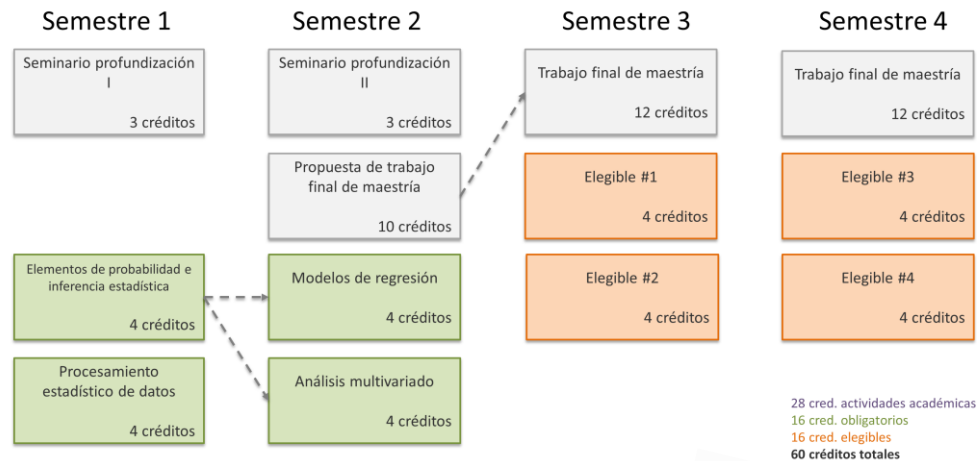 Semestre 1
Semestre 2
Semestre 3
Semestre 4
Seminario profundización
I
3 créditos
Seminario profundización
II
3 créditos
Trabajo final de maestría
12 créditos
Trabajo final de maestría
12 créditos
Propuesta de trabajo
final de maestría
10 créditos
Elegible #1
4 créditos
Elegible #3
4 créditos
Elementos de probabilidad e
inferencia estadística
4 créditos
Modelos de regresión
4 créditos
Elegible #2
4 créditos
Elegible #4
4 créditos
Procesamiento
estadístico de datos
4 créditos
Análisis multivariado
4 créditos
28 cred. actividades académicas
16 cred. obligatorios
16 cred. elegibles
60 créditos totales